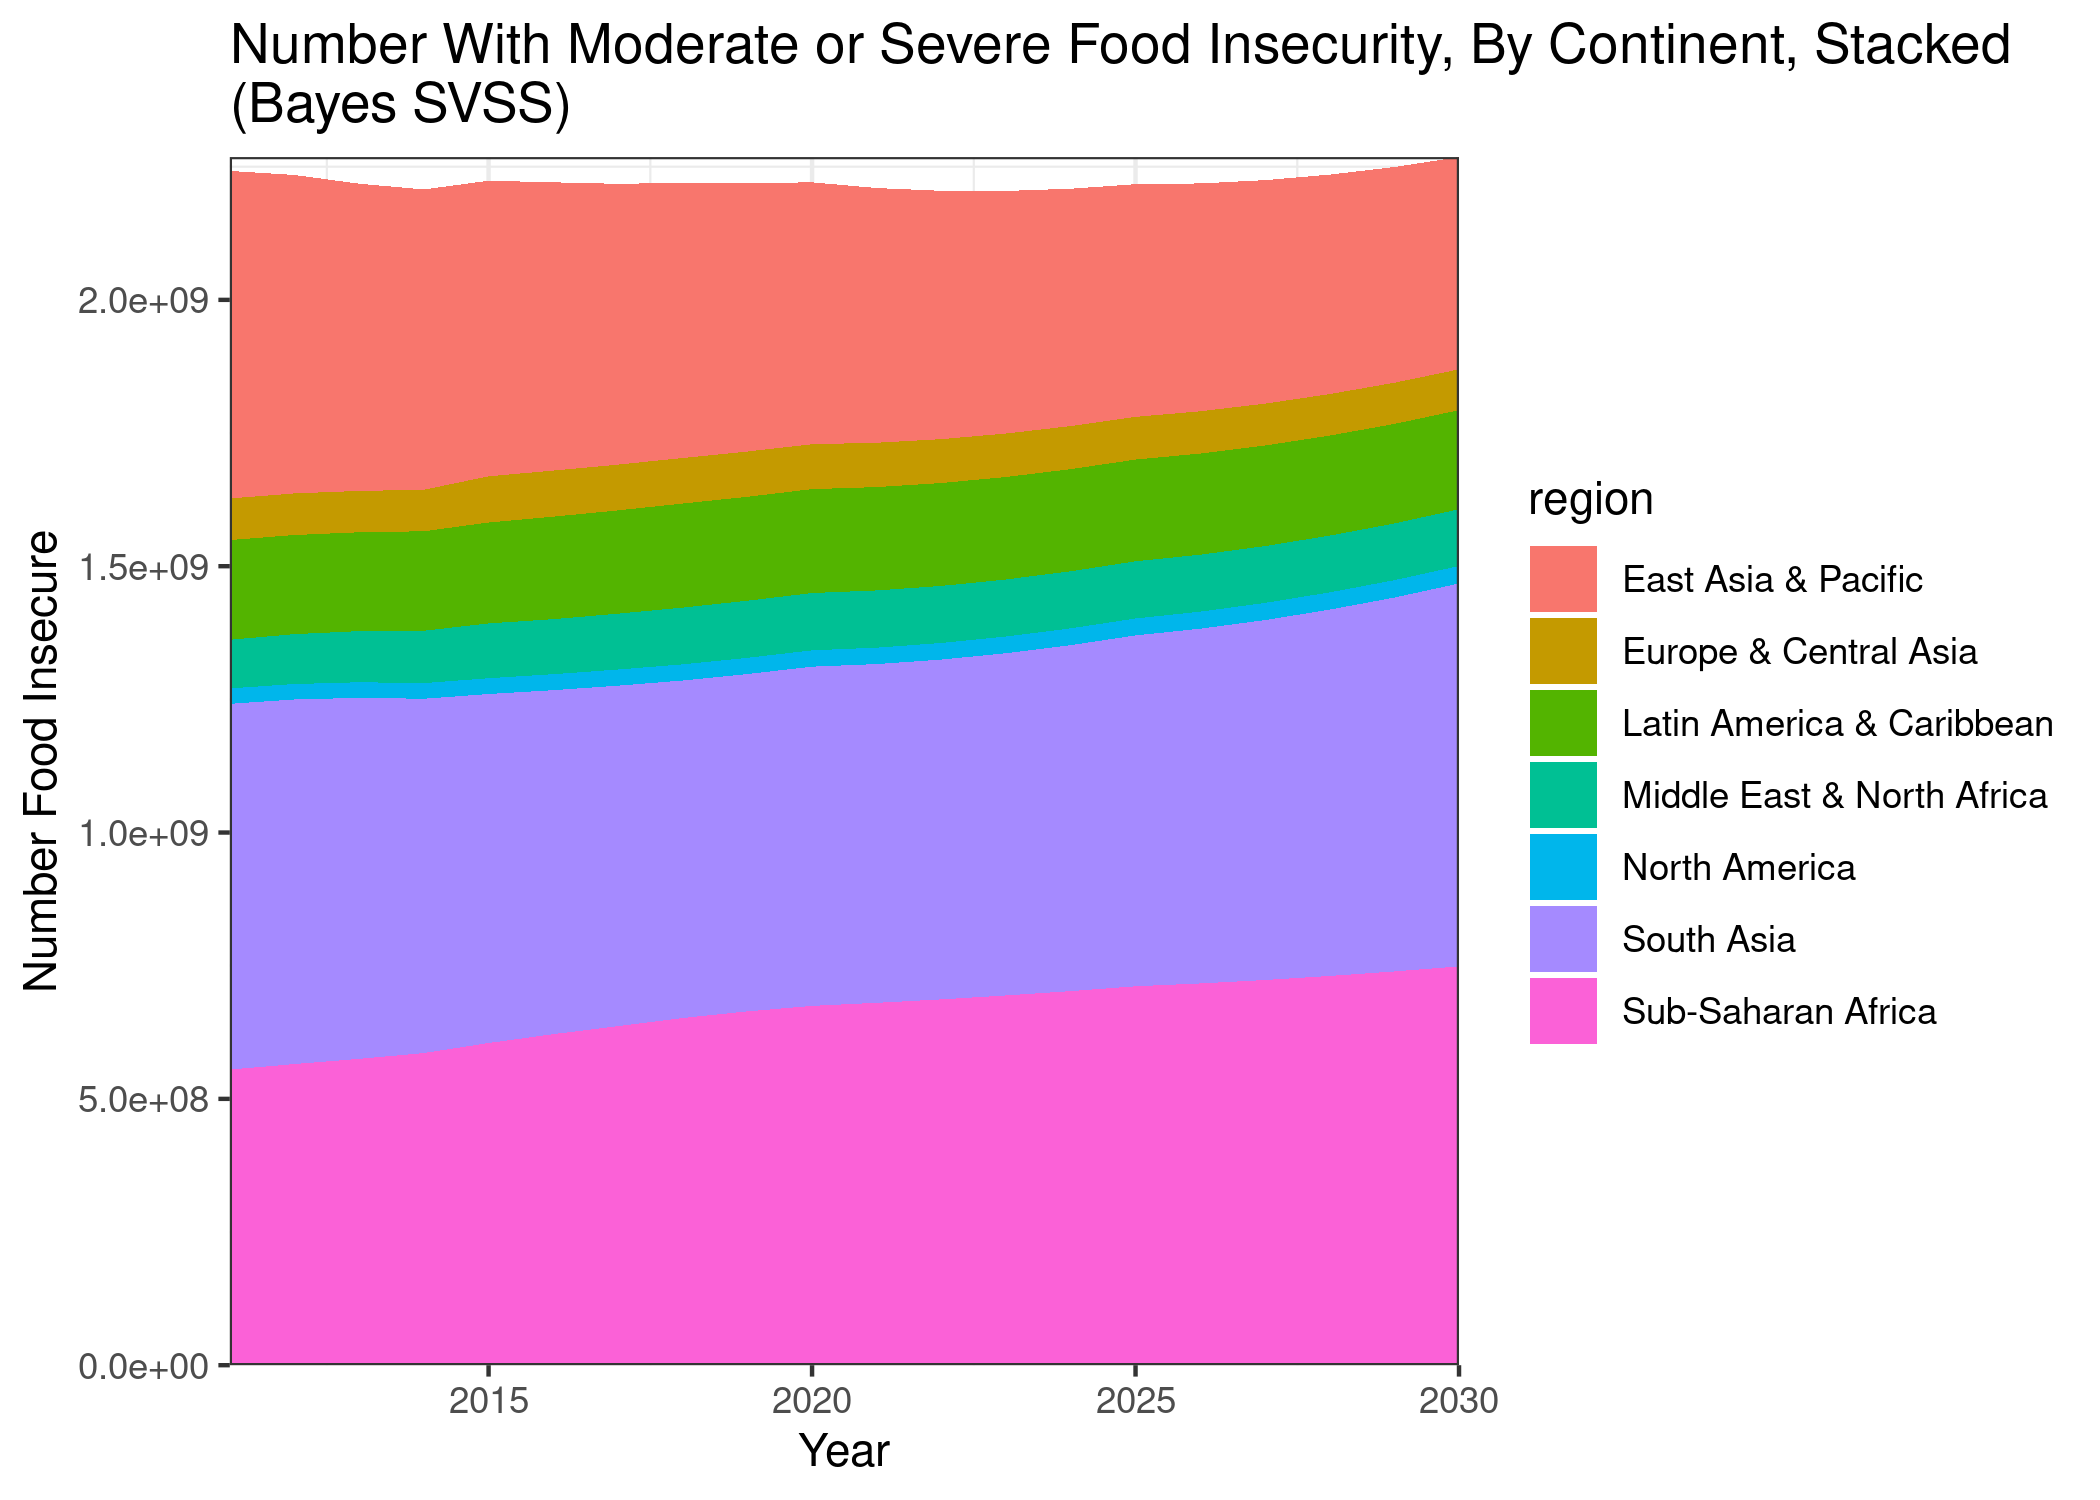 Number With Moderate or Severe Food Insecurity, By Continent, Stacked
(Bayes SVSS)
Number Food Insecure
2.0e+09
1.5e+09
1.0e+09
5.0e+08
0.0e+00
2015
2020
2025
2030
Year
region
East Asia & Pacific
Europe & Central Asia
Latin America & Caribbean
Middle East & North Africa
North America
South Asia
Sub-Saharan Africa